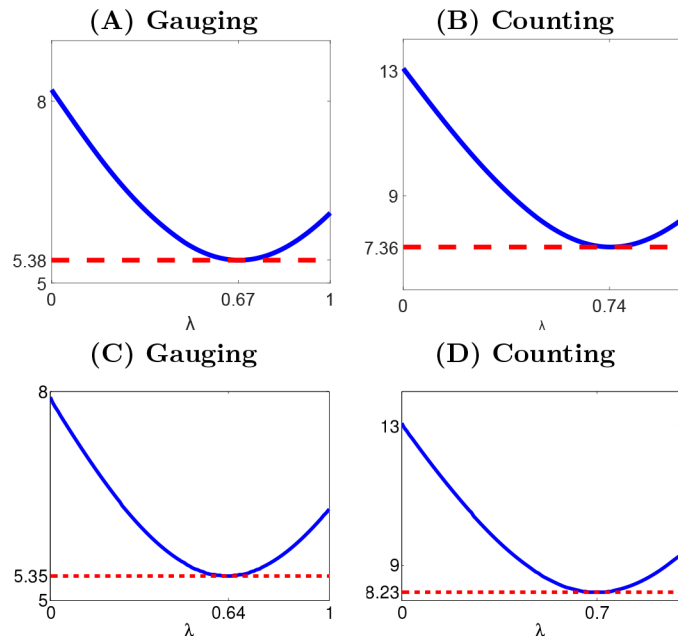 (A) Gauging
8
5.38
5
0
0.67
1
λ
(B) Counting
13
9
7.36
0
0.74
λ
(C) Gauging
8
5.35
5
0
0.64
1
λ
(D) Counting
13
9
8.23
0
0.7
λ